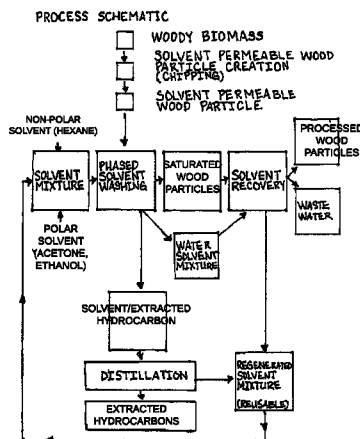 PROCESS SCHEMATIC
WOODY BIOMASS
SOLVENT PERMEABLE WOOD
PARTICLE CREATION
(CHIPPING)
SOLVENT PERMEABLE
WOOD PARTICLE
NON-POLAR
SOLVENT (HEXANE)
SOLVENT
MIXTURE
POLAR
SOLVENT
(ACETONE,
ETHANOL)
PHASED
SOLVENT
WASHING
SATURATED
WOOD
PARTICLES
SOLVENT
RECOVERY
PROCESSED
WOOD
PARTICLES
WASTE
WATER
WATER
SOLVENT
MIXTURE
SOLVENT/EXTRACTED
HYDROCARBON
DISTILLATION
EXTRACTED
HYDROCARBONS
REGENERATED
SOLVENT
MIXTURE
(REUSABLE)